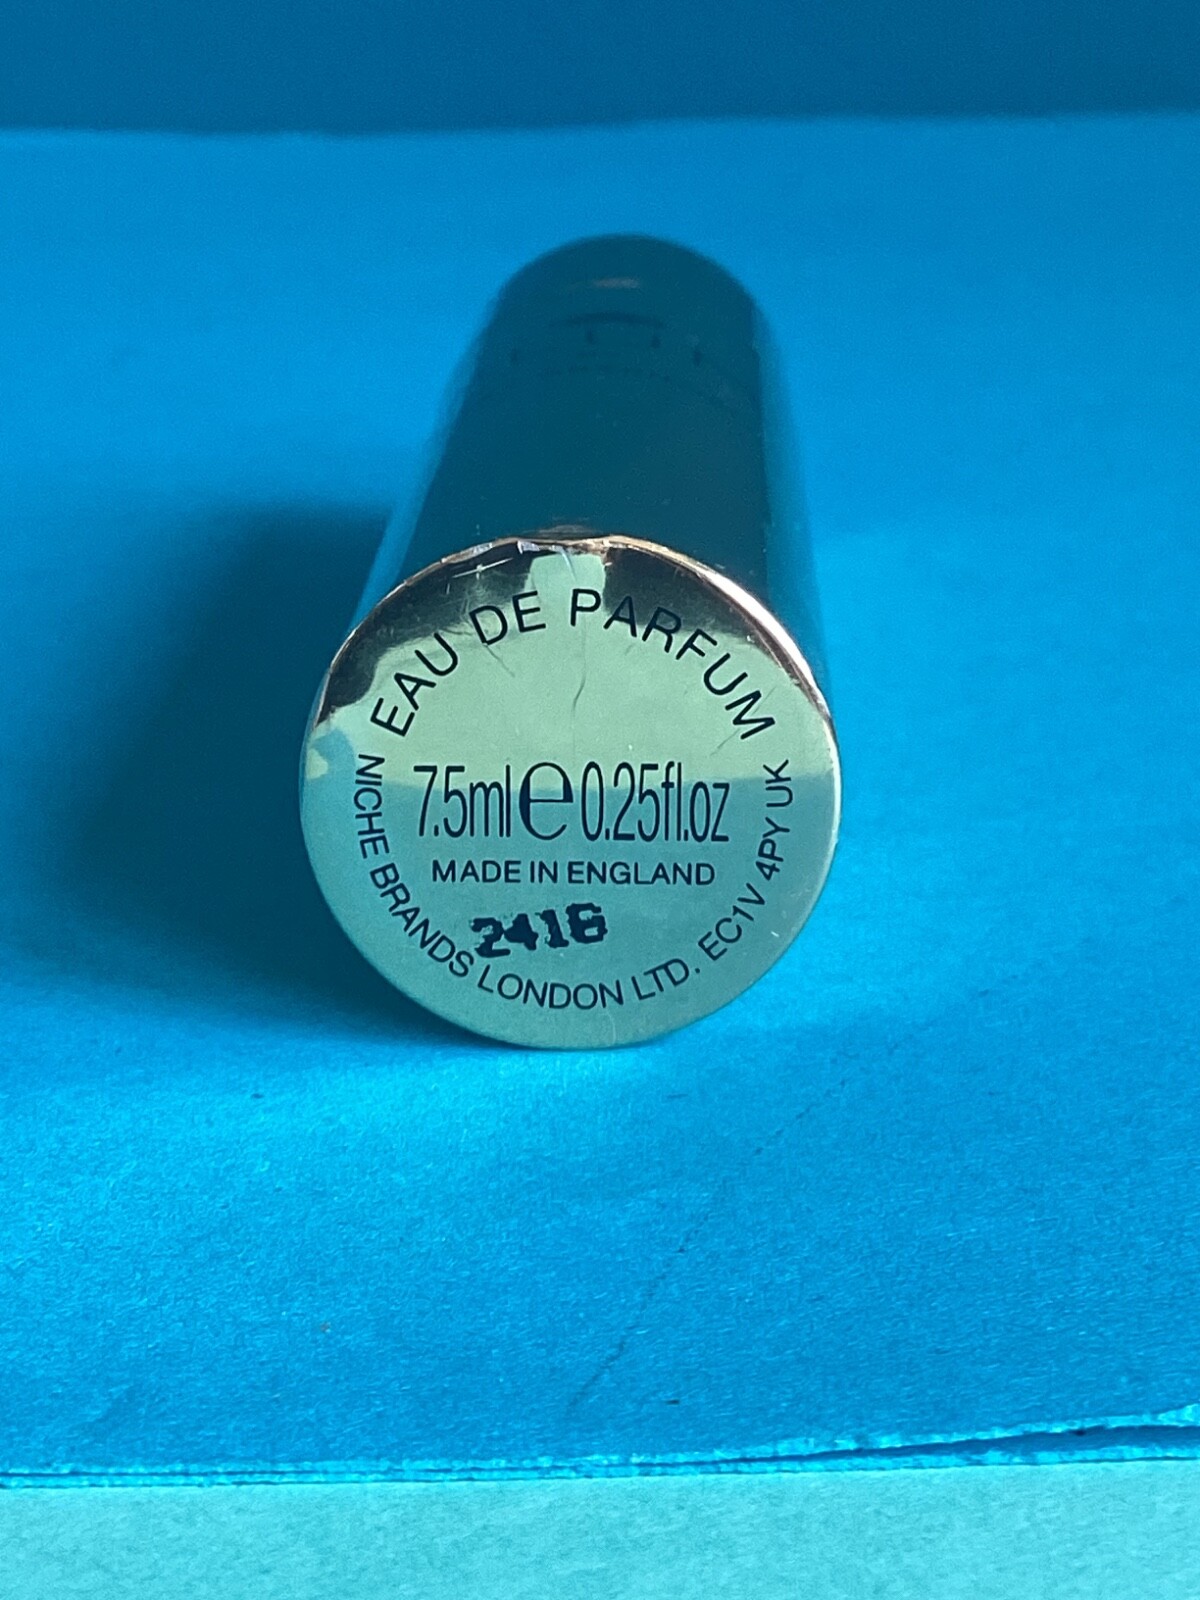 EAU DE PARFUM
7.5ml e 0.25fl.oz
MADE IN ENGLAND
2416
NICHE BRANDS LONDON LTD. EC1V 4PY UK